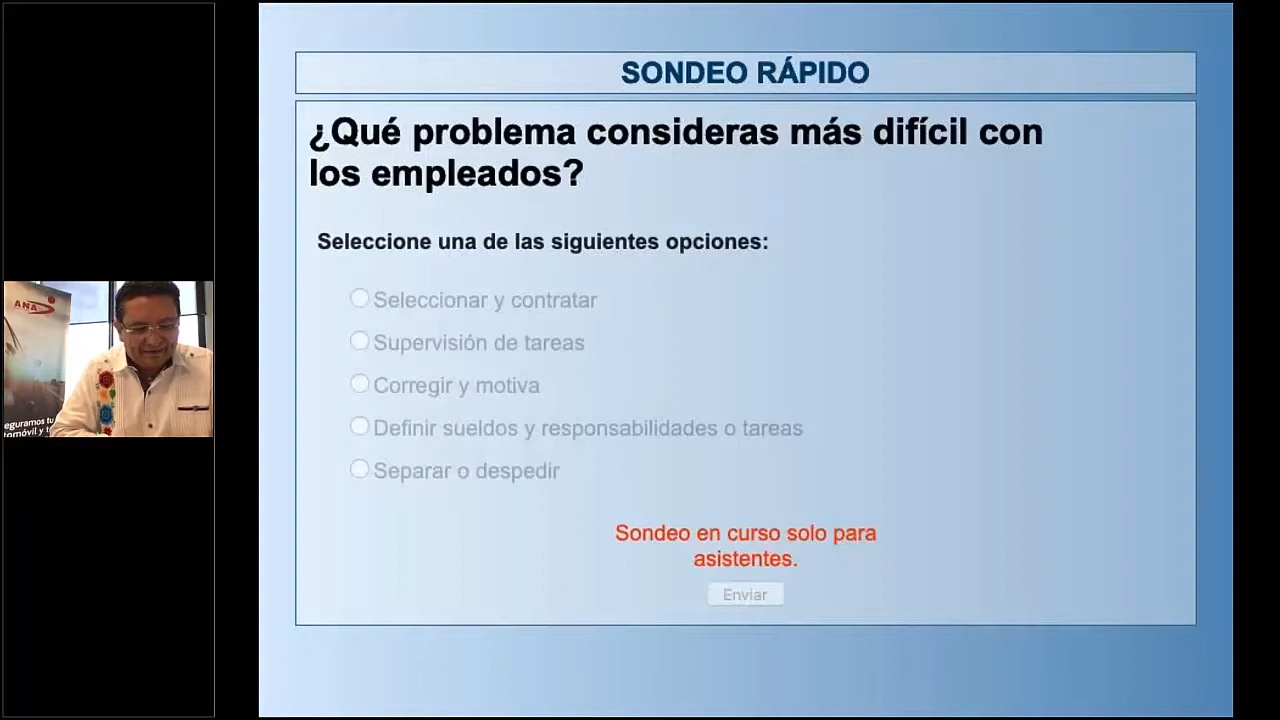 SONDEO RÁPIDO
¿Qué problema consideras más difícil con
los empleados?
Seleccione una de las siguientes opciones:
Seleccionar y contratar
Supervisión de tareas
Corregir y motiva
Definir sueldos y responsabilidades o tareas
Separar o despedir
Sondeo en curso solo para
asistentes.
Enviar
ANA
eguramos tu
tomóvil y t